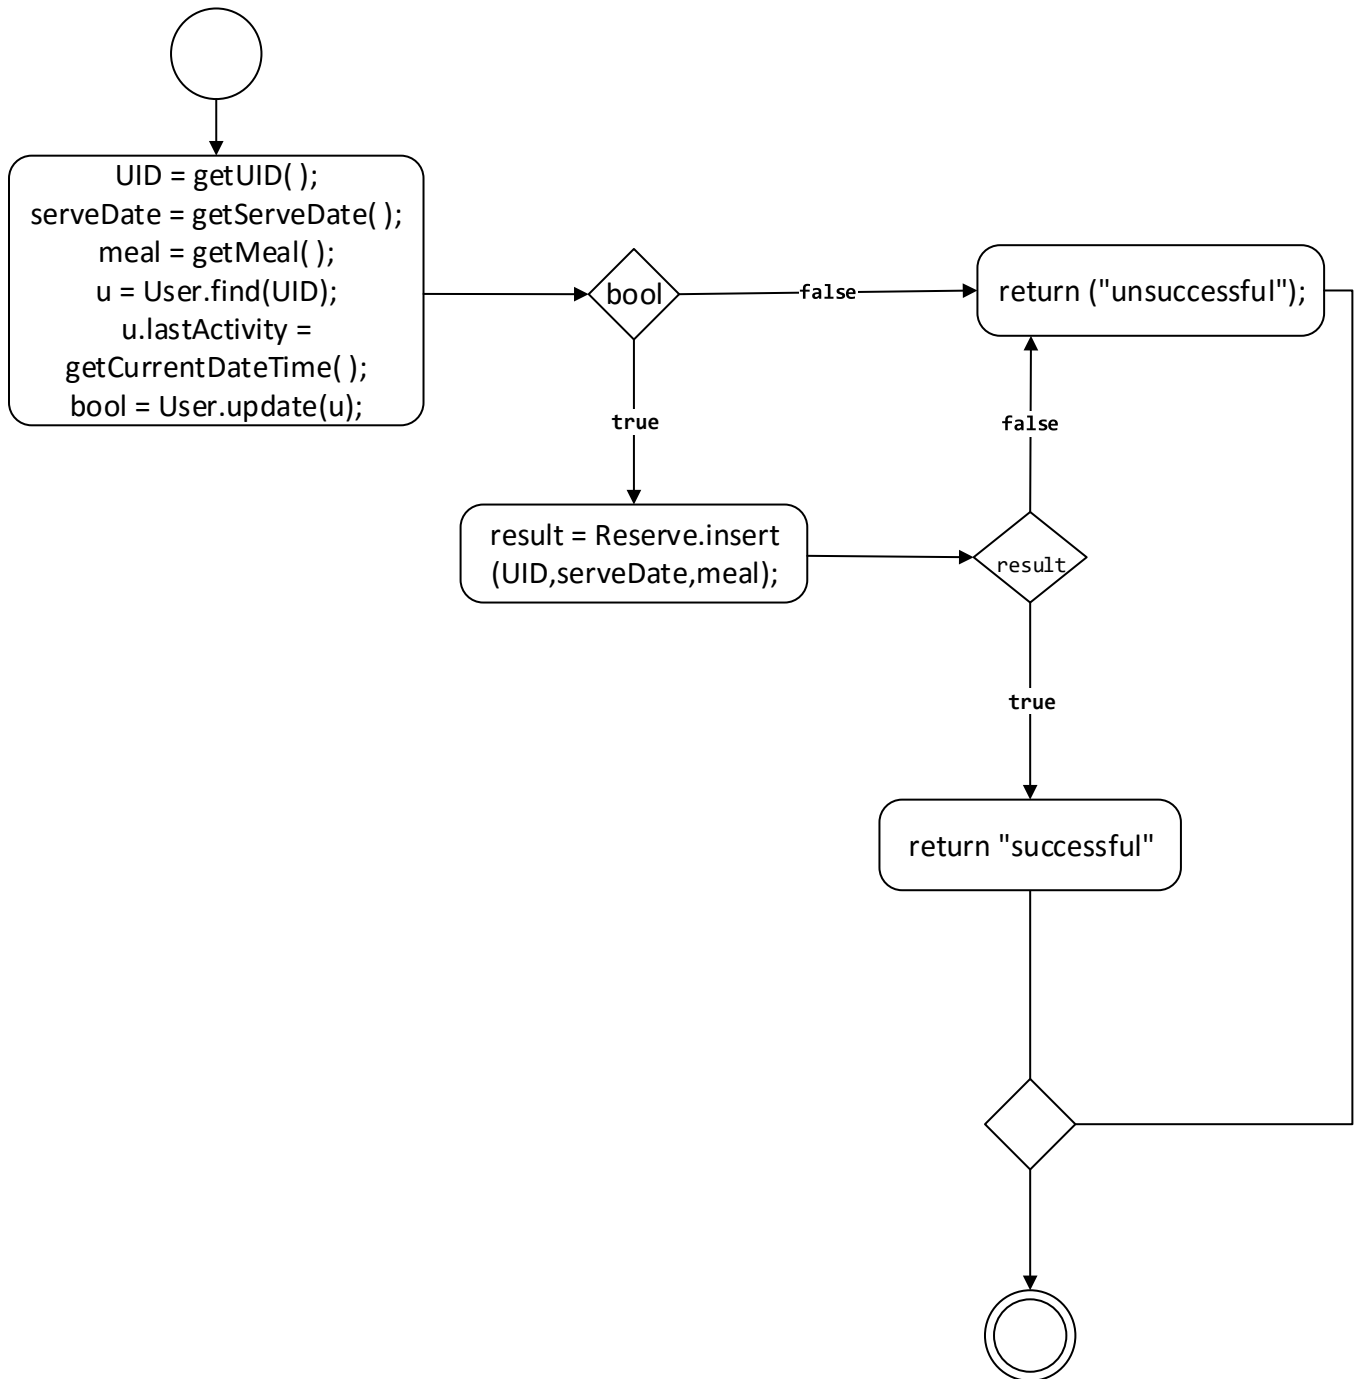 UID = getUID( );
serveDate = getServeDate( );
meal = getMeal( );
u = User.find(UID);
u.lastActivity =
getCurrentDateTime( );
bool = User.update(u);
bool
false
return ("unsuccessful");
true
false
result = Reserve.insert
(UID,serveDate,meal);
result
true
return "successful"